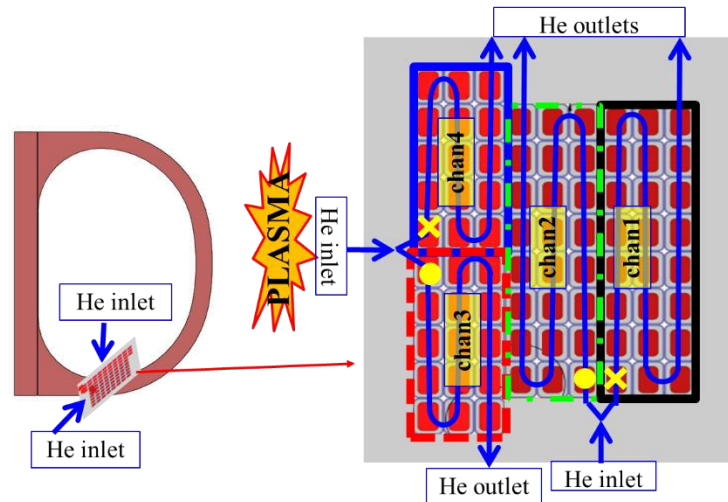 He outlets
chan4
PLASMA
He inlet
chan2
chan1
He inlet
chan3
He inlet
He outlet
He inlet